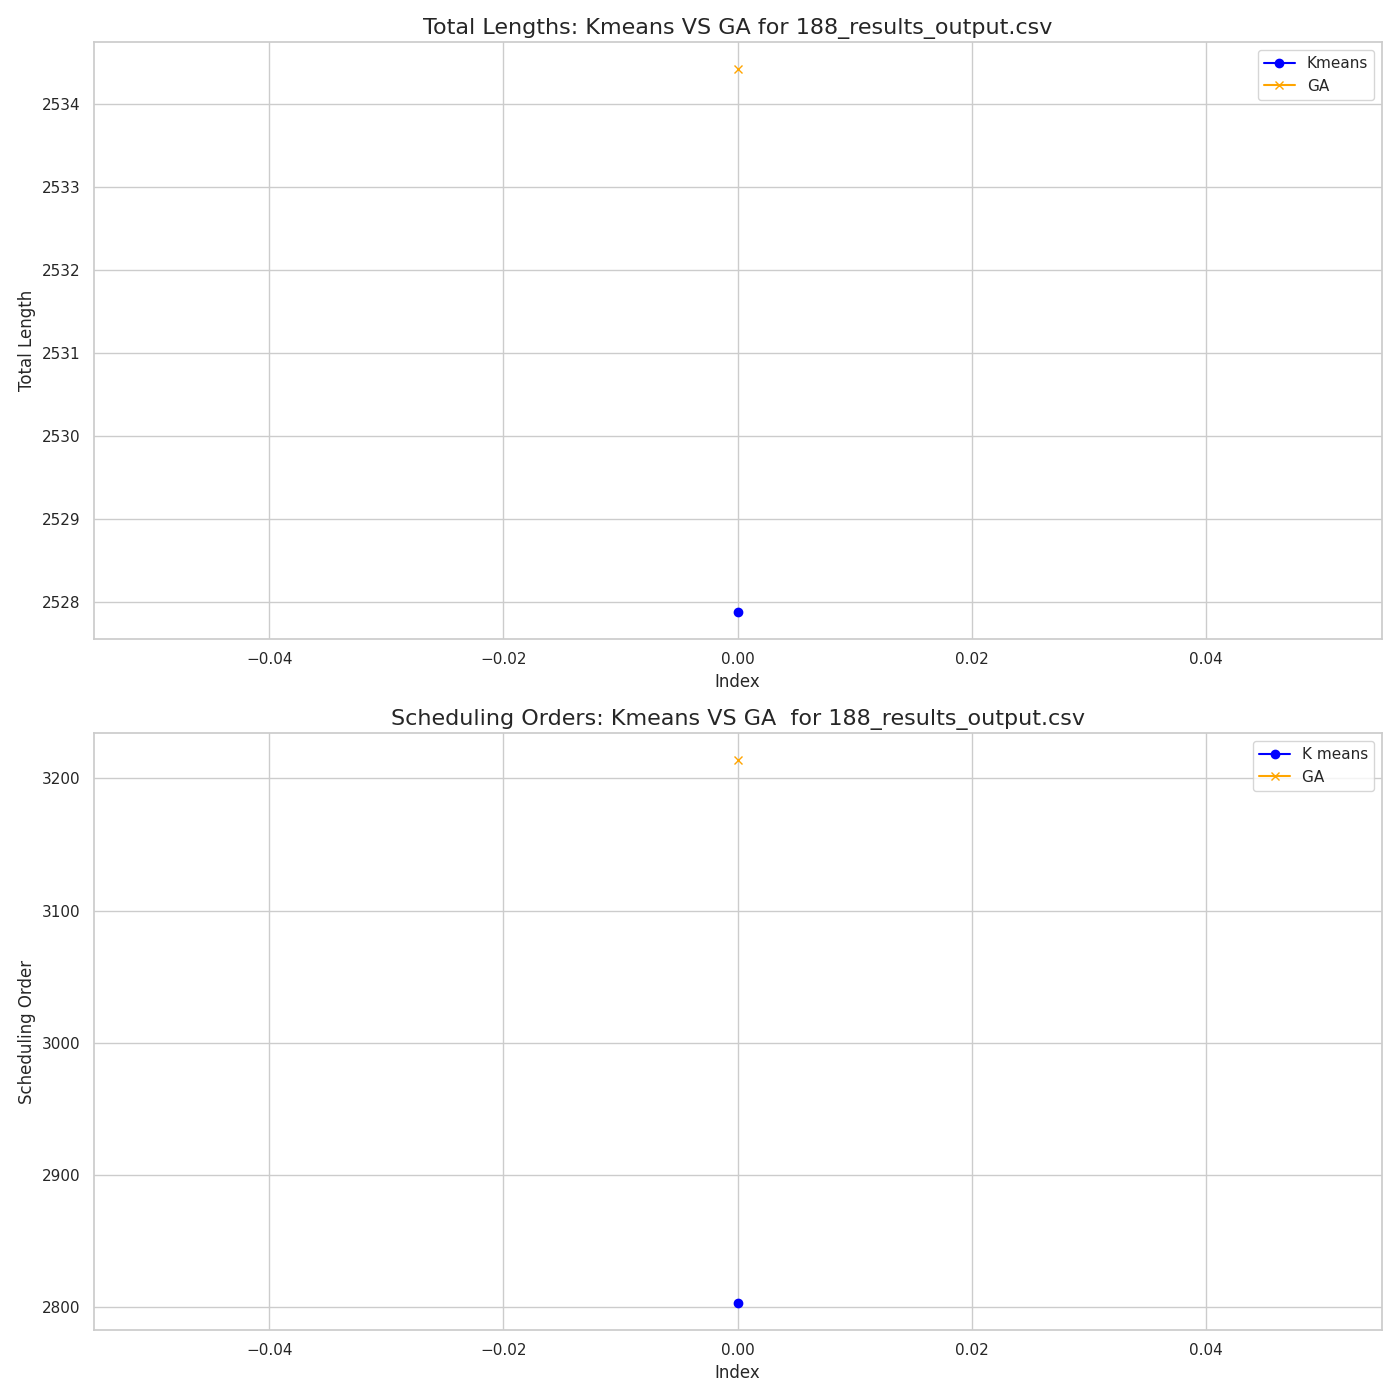 Total Lengths: Kmeans VS GA for 188_results_output.csv
Kmeans
GA
2534
2533
2532
2531
2530
2529
2528
Total Length
−0.04
−0.02
0.00
0.02
0.04
Index
Scheduling Orders: Kmeans VS GA  for 188_results_output.csv
K means
GA
3200
3100
3000
2900
2800
Scheduling Order
−0.04
−0.02
0.00
0.02
0.04
Index